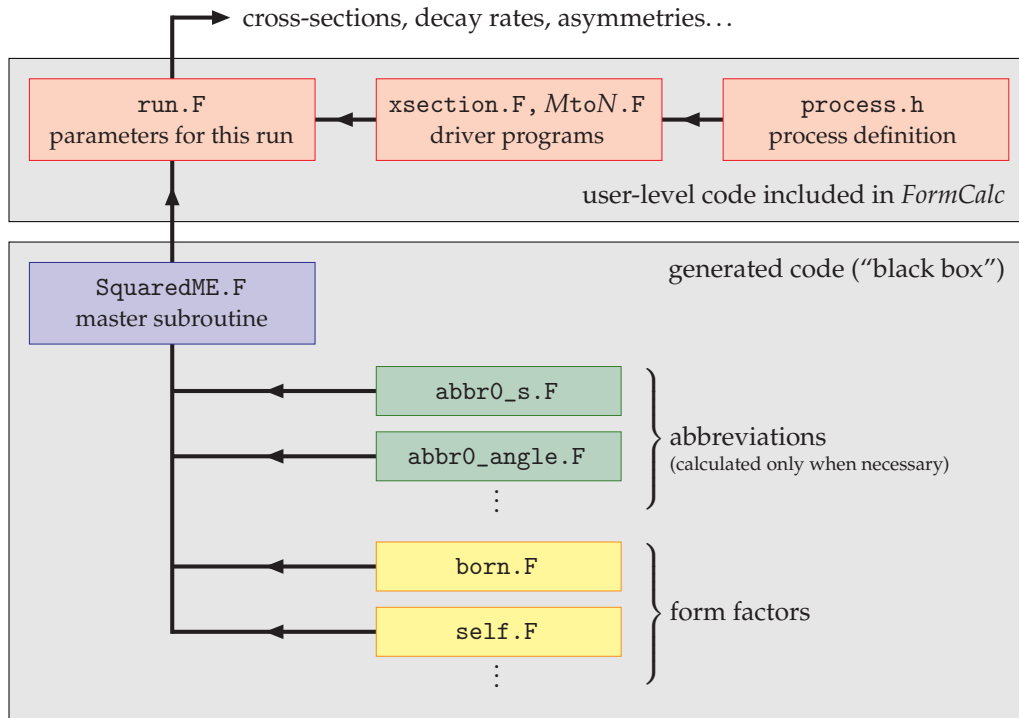 cross-sections, decay rates, asymmetries…
run.F
parameters for this run
xsection.F, MtoN.F
driver programs
process.h
process definition
user-level code included in FormCalc
generated code (“black box”)
SquaredME.F
master subroutine
abbr0_s.F
abbr0_angle.F
⋮
abbreviations
(calculated only when necessary)
born.F
self.F
⋮
form factors